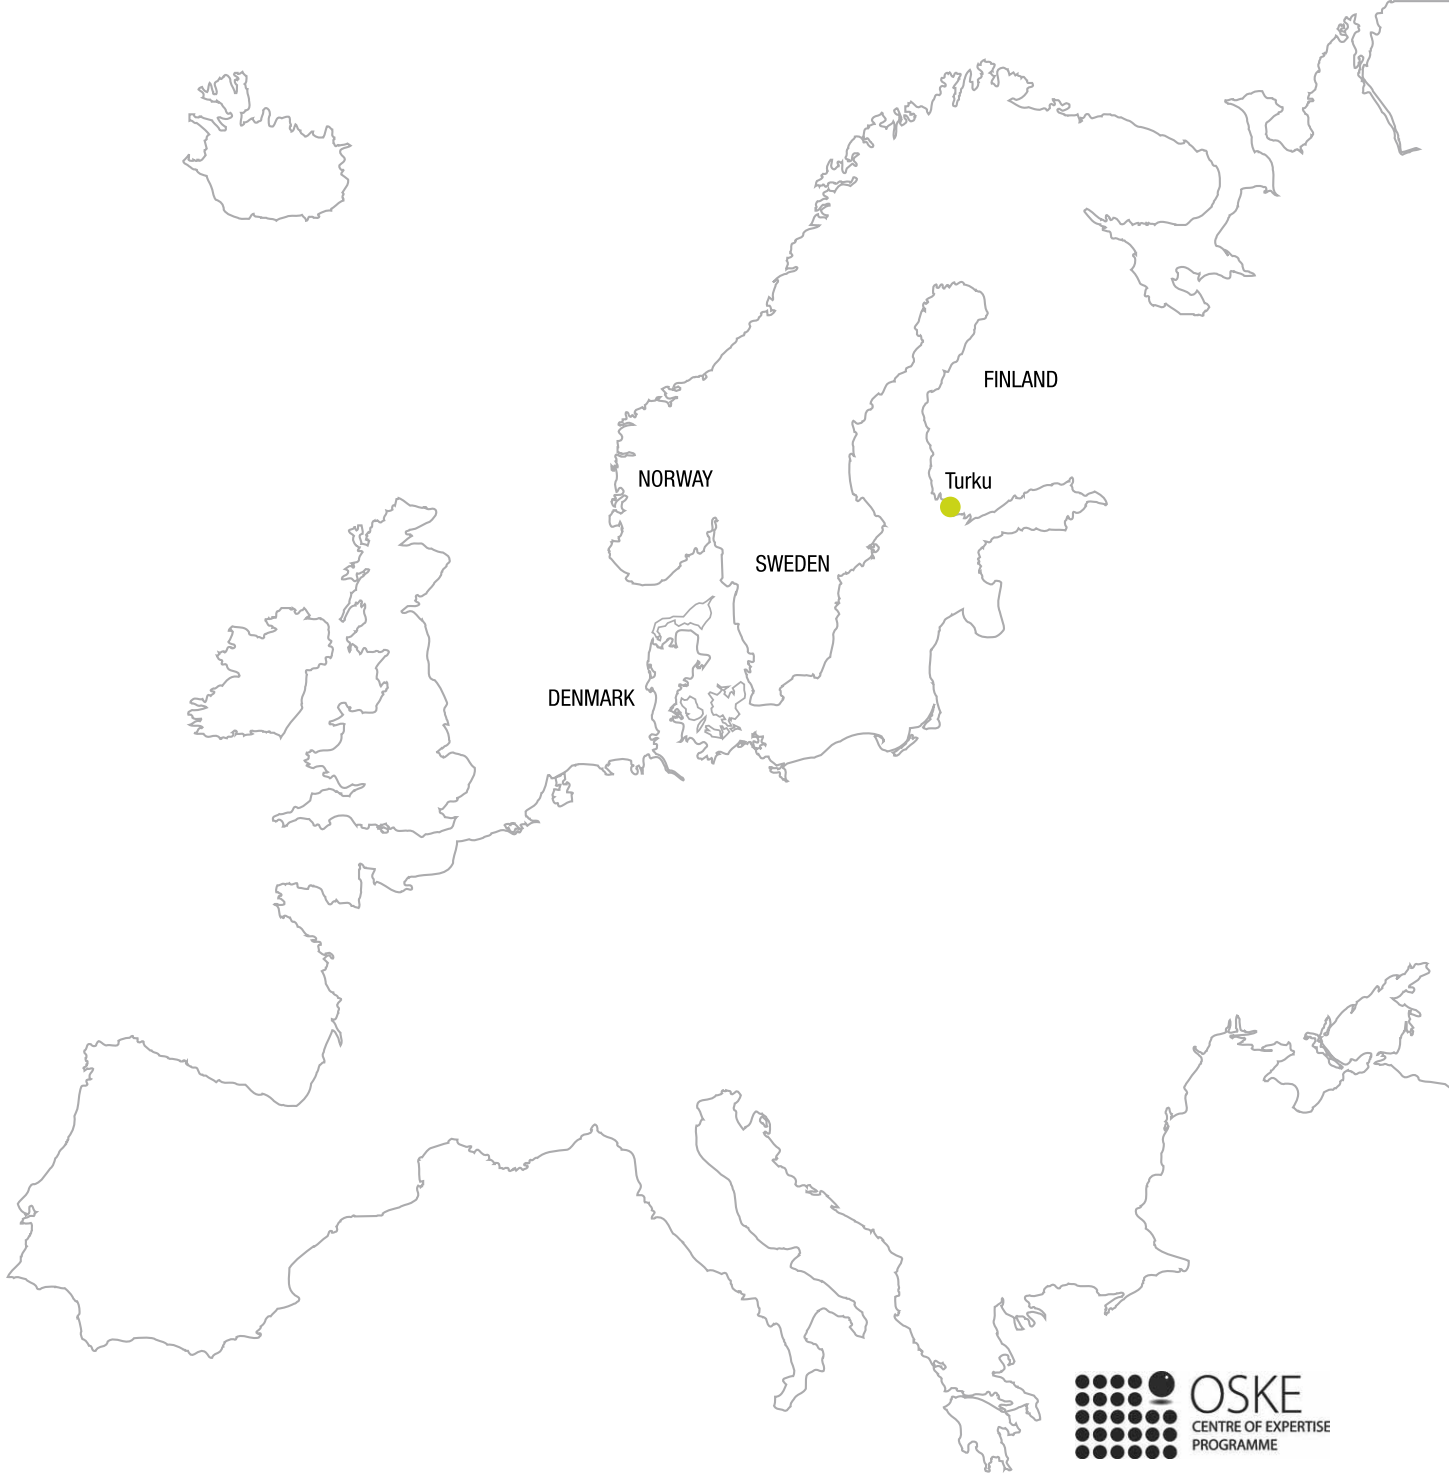 FINLAND
NORWAY
Turku
SWEDEN
DENMARK
OSKE
CENTRE OF EXPERTISE
PROGRAMME